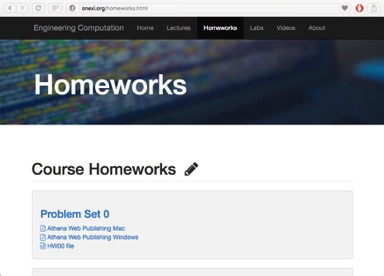 onexi.org/homeworks.html
Engineering Computation Home Lectures Homeworks Labs Videos About
Homeworks
Course Homeworks
Problem Set 0
Athena Web Publishing Mac
Athena Web Publishing Windows
HW00 file